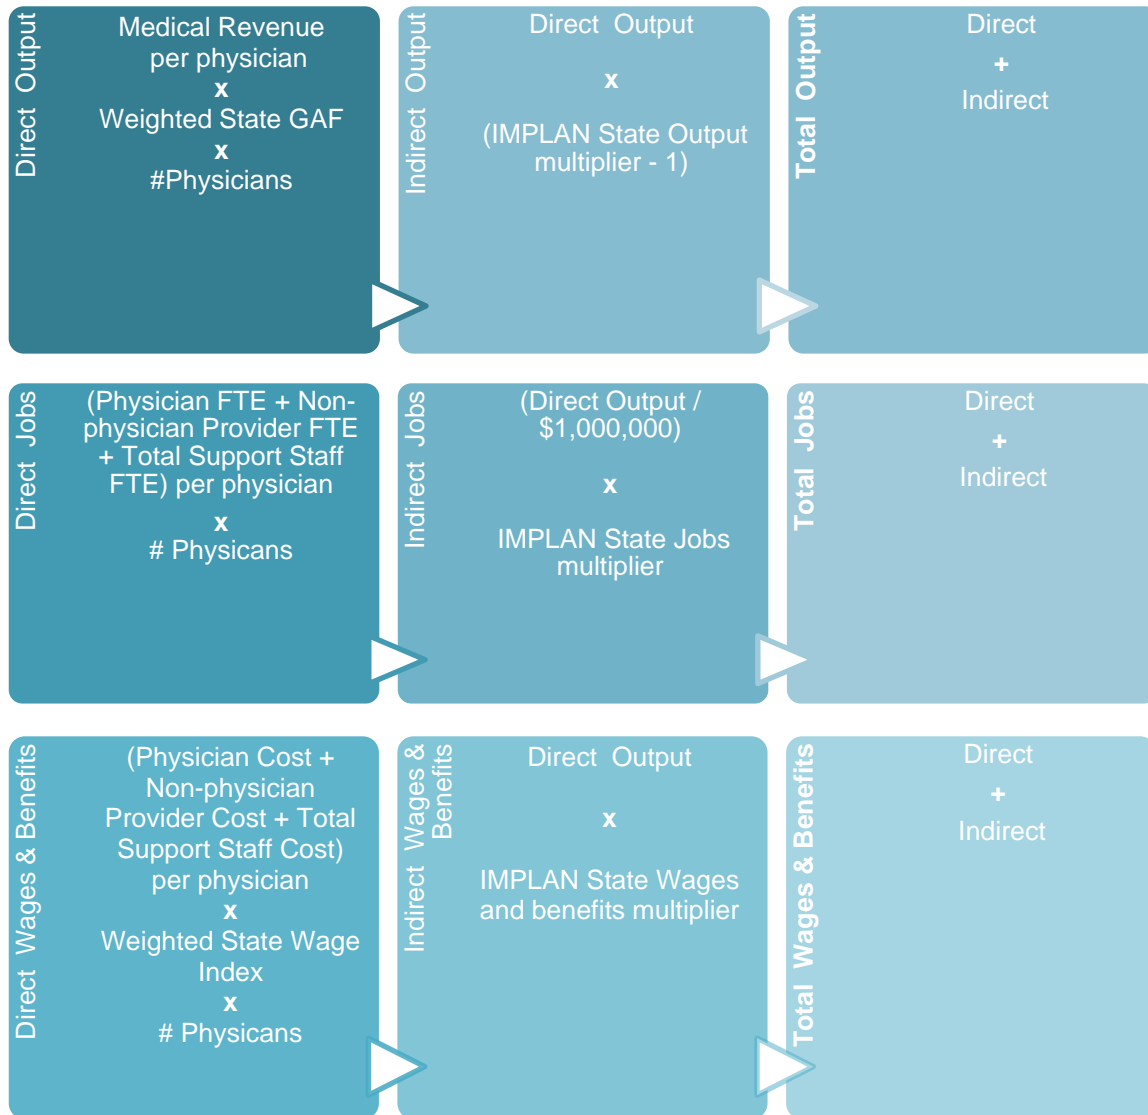 Direct Output
Medical Revenue
per physician
x
Weighted State GAF
x
#Physicians
Indirect Output
Direct Output
x
(IMPLAN State Output
multiplier - 1)
Total Output
Direct
+
Indirect
Direct Jobs
(Physician FTE + Non-
physician Provider FTE
+ Total Support Staff
FTE) per physician
x
# Physicans
Indirect Jobs
(Direct Output /
$1,000,000)
x
IMPLAN State Jobs
multiplier
Total Jobs
Direct
+
Indirect
Direct Wages & Benefits
(Physician Cost +
Non-physician
Provider Cost + Total
Support Staff Cost)
per physician
x
Weighted State Wage
Index
x
# Physicans
Indirect Wages &
Benefits
Direct Output
x
IMPLAN State Wages
and benefits multiplier
Total Wages & Benefits
Direct
+
Indirect